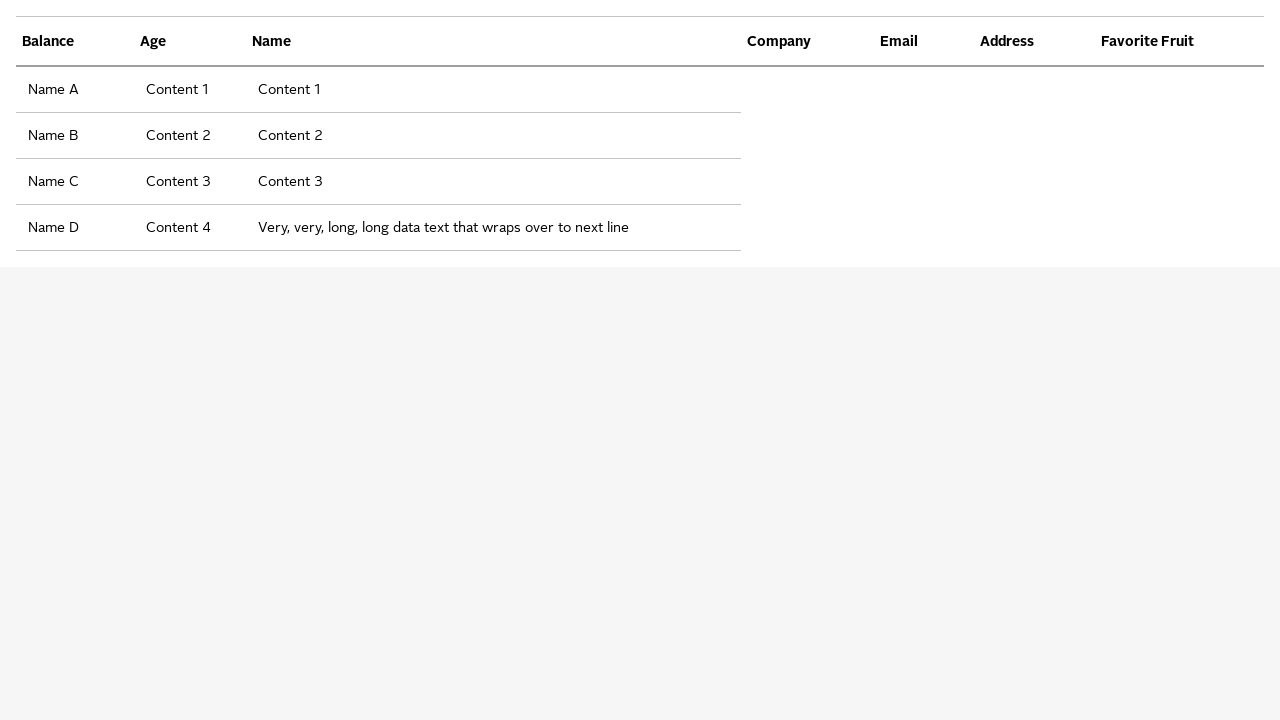 Balance Age Name Company Email Address Favorite Fruit
Name A Content 1 Content 1
Name B Content 2 Content 2
Name C Content 3 Content 3
Name D Content 4 Very, very, long, long data text that wraps over to next line